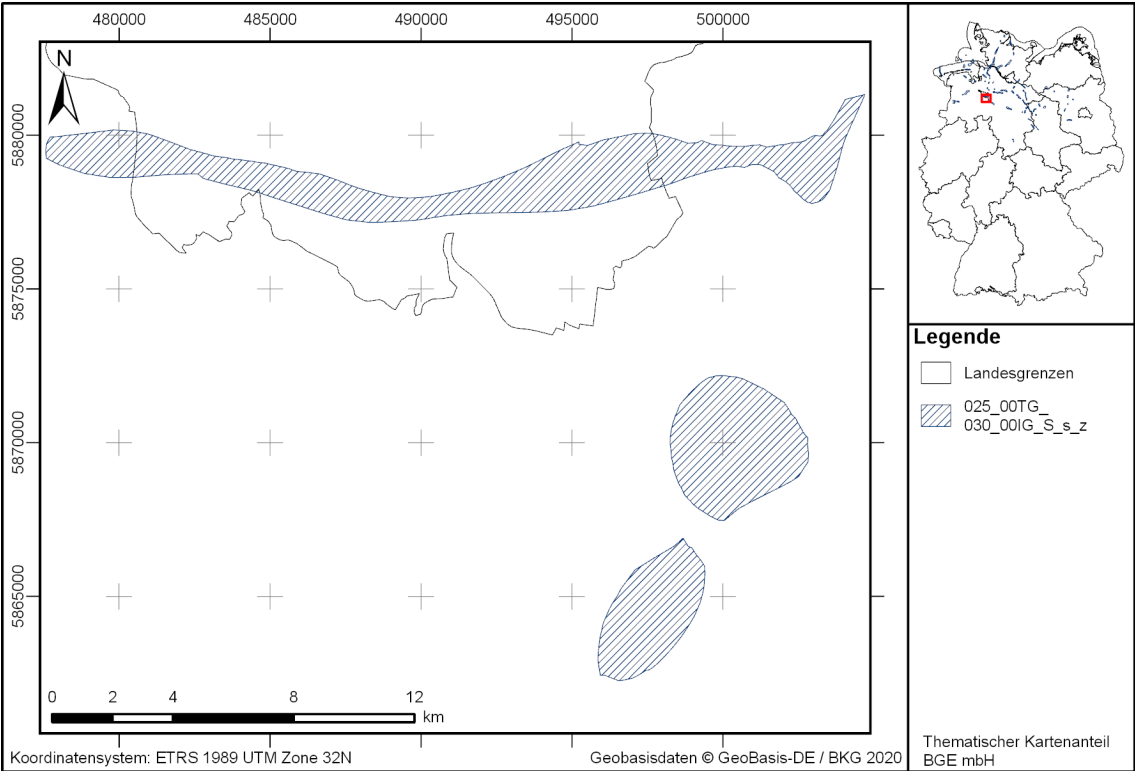 480000 485000 490000 495000 500000
N
5880000
5875000
5870000
5865000
0 2 4 8 12
km
Koordinatensystem: ETRS 1989 UTM Zone 32N
Geobasisdaten © GeoBasis-DE / BKG 2020
Legende
Landesgrenzen
025_00TG_
030_00IG_S_s_z
Thematischer Kartenanteil
BGE mbH